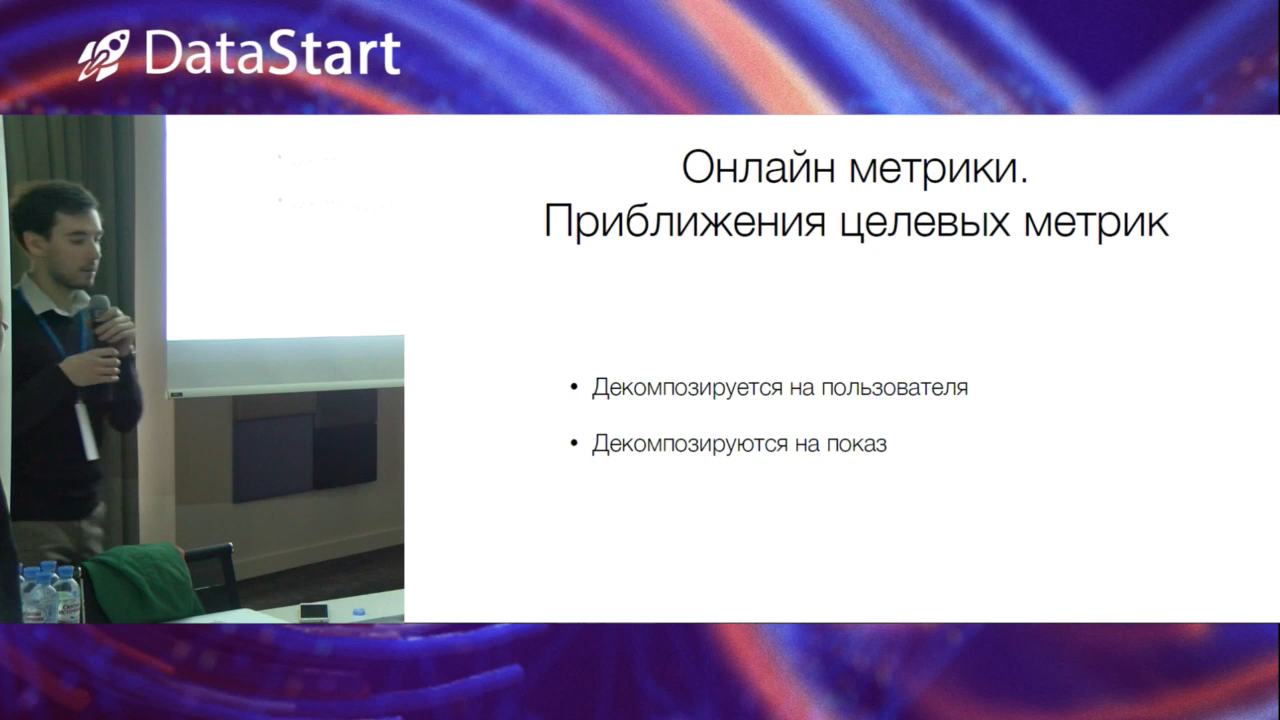 DataStart
Онлайн метрики.
Приближения целевых метрик
• Декомпозируется на пользователя
• Декомпозируются на показ